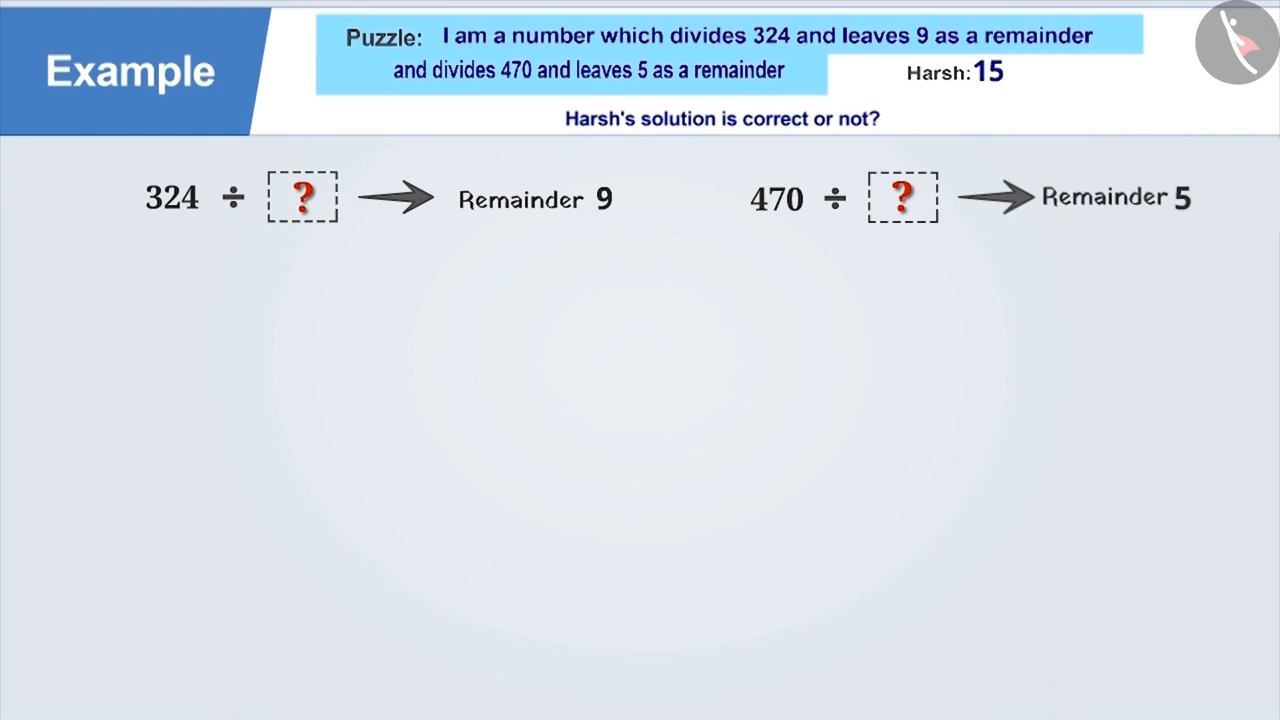 Example
Puzzle: I am a number which divides 324 and leaves 9 as a remainder
and divides 470 and leaves 5 as a remainder
Harsh: 15
Harsh's solution is correct or not?
324 ÷ ? → Remainder 9
470 ÷ ? → Remainder 5